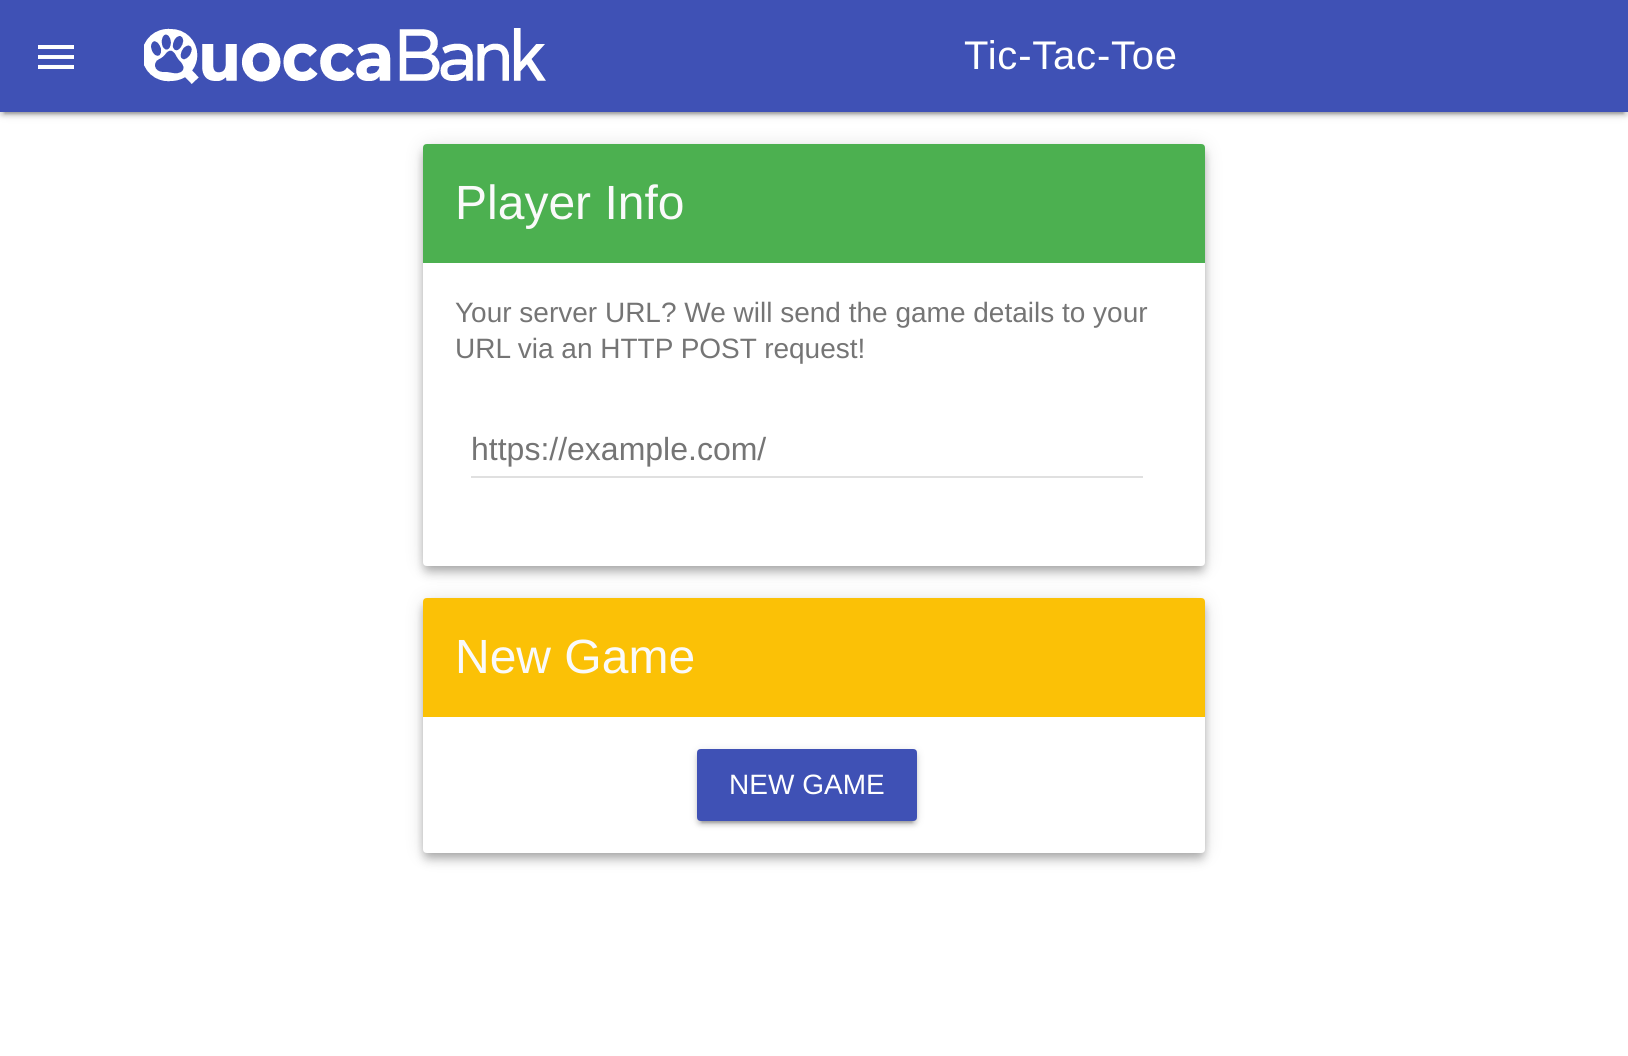 QuoccaBank
Tic-Tac-Toe
Player Info
Your server URL? We will send the game details to your
URL via an HTTP POST request!
https://example.com/
New Game
NEW GAME